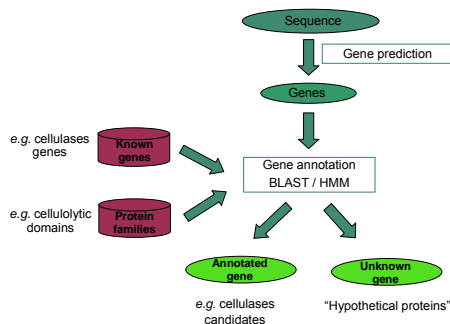 Sequence
Gene prediction
Genes
e.g. cellulases
genes
Known
genes
Gene annotation
BLAST / HMM
e.g. cellulolytic
domains
Protein
families
Annotated
gene
Unknown
gene
e.g. cellulases
candidates
“Hypothetical proteins”